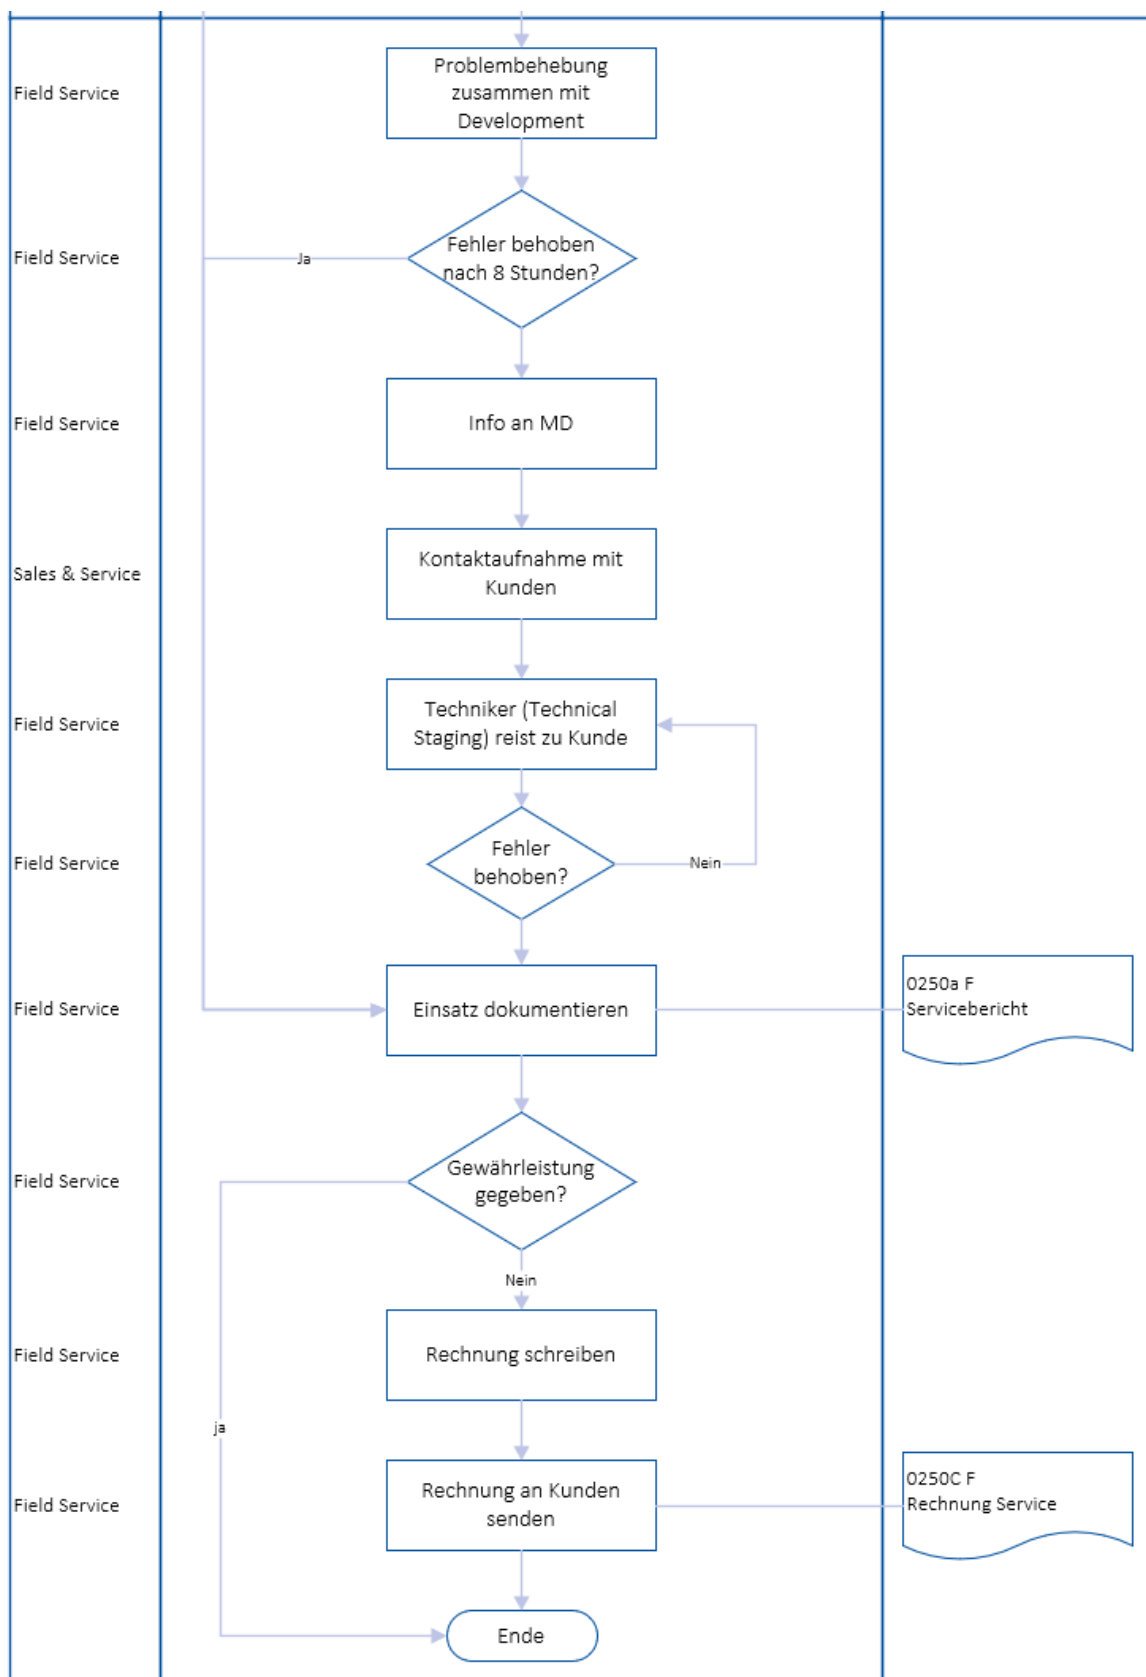 Field Service
Problembehebung
zusammen mit
Development
Field Service
Ja
Fehler behoben
nach 8 Stunden?
Field Service
Info an MD
Sales & Service
Kontaktaufnahme mit
Kunden
Field Service
Techniker (Technical
Staging) reist zu Kunde
Field Service
Fehler
behoben?
Nein
Field Service
Einsatz dokumentieren
0250a F
Servicebericht
Field Service
Gewährleistung
gegeben?
Nein
Field Service
Rechnung schreiben
ja
Field Service
Rechnung an Kunden
senden
0250C F
Rechnung Service
Ende